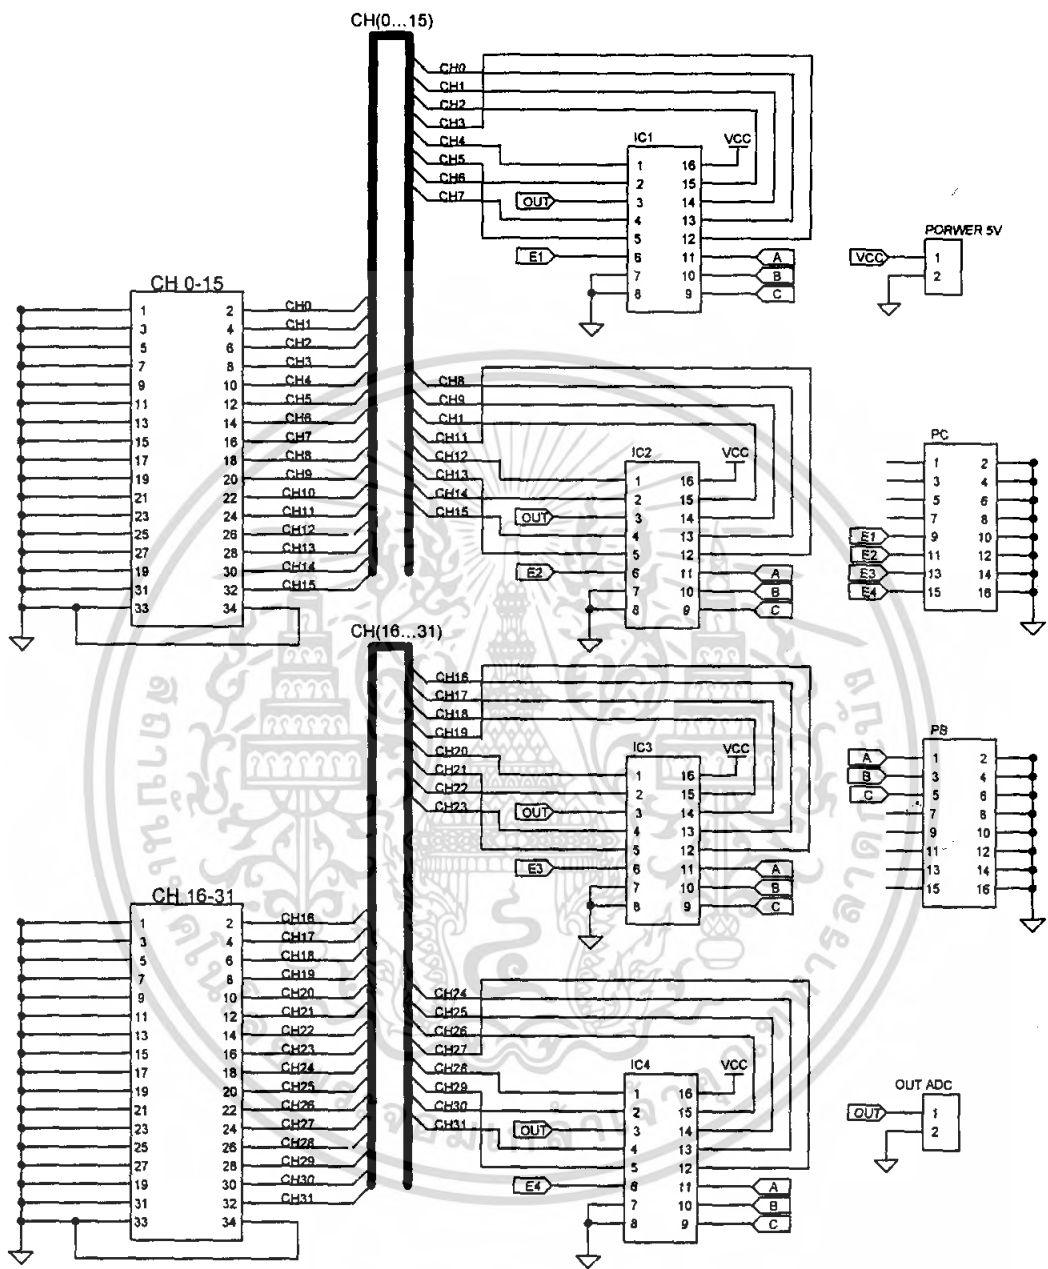 CH(0...15)
CH0
CH1
CH2
CH3
CH4
CH5
CH6
CH7
IC1
VCC
1 16
2 15
OUT 3 14
4 13
5 12
E1 6 11 A
7 10 B
8 9 C
PORWER 5V
VCC 1
2
CH 0-15
1 2 CH0
3 4 CH1
5 6 CH2
7 8 CH3
9 10 CH4
11 12 CH5
13 14 CH6
15 16 CH7
17 18 CH8
19 20 CH9
21 22 CH10
23 24 CH11
25 26 CH12
27 28 CH13
19 30 CH14
31 32 CH15
33 34
CH8
CH9
CH1
CH11
CH12
CH13
CH14
CH15
IC2
VCC
1 16
2 15
OUT 3 14
4 13
5 12
E2 6 11 A
7 10 B
8 9 C
PC
1 2
3 4
5 6
7 8
E1 9 10
E2 11 12
E3 13 14
E4 15 16
CH(16...31)
CH16
CH17
CH18
CH19
CH20
CH21
CH22
CH23
IC3
VCC
1 16
2 15
OUT 3 14
4 13
5 12
E3 6 11 A
7 10 B
8 9 C
PB
A 1 2
B 3 4
C 5 6
7 8
9 10
11 12
13 14
15 16
CH 16-31
1 2 CH16
3 4 CH17
5 6 CH18
7 8 CH19
9 10 CH20
11 12 CH21
13 14 CH22
15 16 CH23
17 18 CH24
19 20 CH25
21 22 CH26
23 24 CH27
25 26 CH28
27 28 CH29
19 30 CH30
31 32 CH31
33 34
CH24
CH25
CH26
CH27
CH28
CH29
CH30
CH31
IC4
VCC
1 16
2 15
OUT 3 14
4 13
5 12
E4 6 11 A
7 10 B
8 9 C
OUT ADC
OUT 1
2